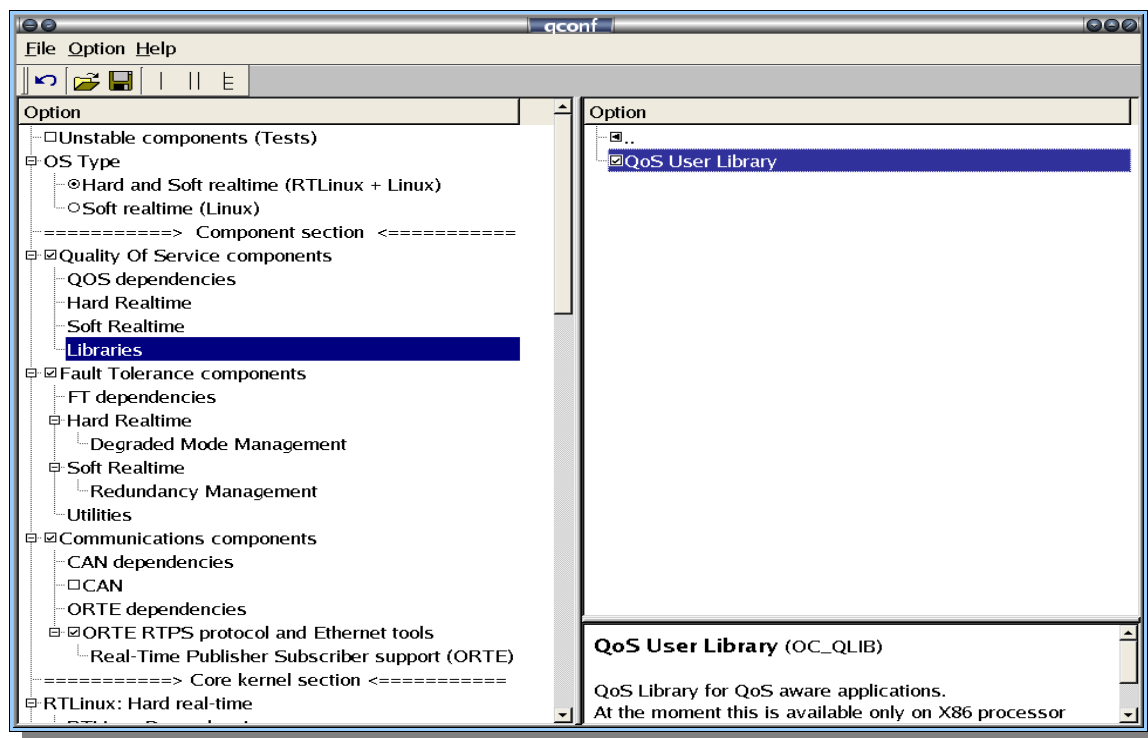 qconf
File Option Help
Option
Unstable components (Tests)
OS Type
Hard and Soft realtime (RTLinux + Linux)
Soft realtime (Linux)
===========> Component section <===========
Quality Of Service components
QOS dependencies
Hard Realtime
Soft Realtime
Libraries
Fault Tolerance components
FT dependencies
Hard Realtime
Degraded Mode Management
Soft Realtime
Redundancy Management
Utilities
Communications components
CAN dependencies
CAN
ORTE dependencies
ORTE RTPS protocol and Ethernet tools
Real-Time Publisher Subscriber support (ORTE)
===========> Core kernel section <===========
RTLinux: Hard real-time
Option
..
QoS User Library
QoS User Library (OC_QLIB)
QoS Library for QoS aware applications.
At the moment this is available only on X86 processor